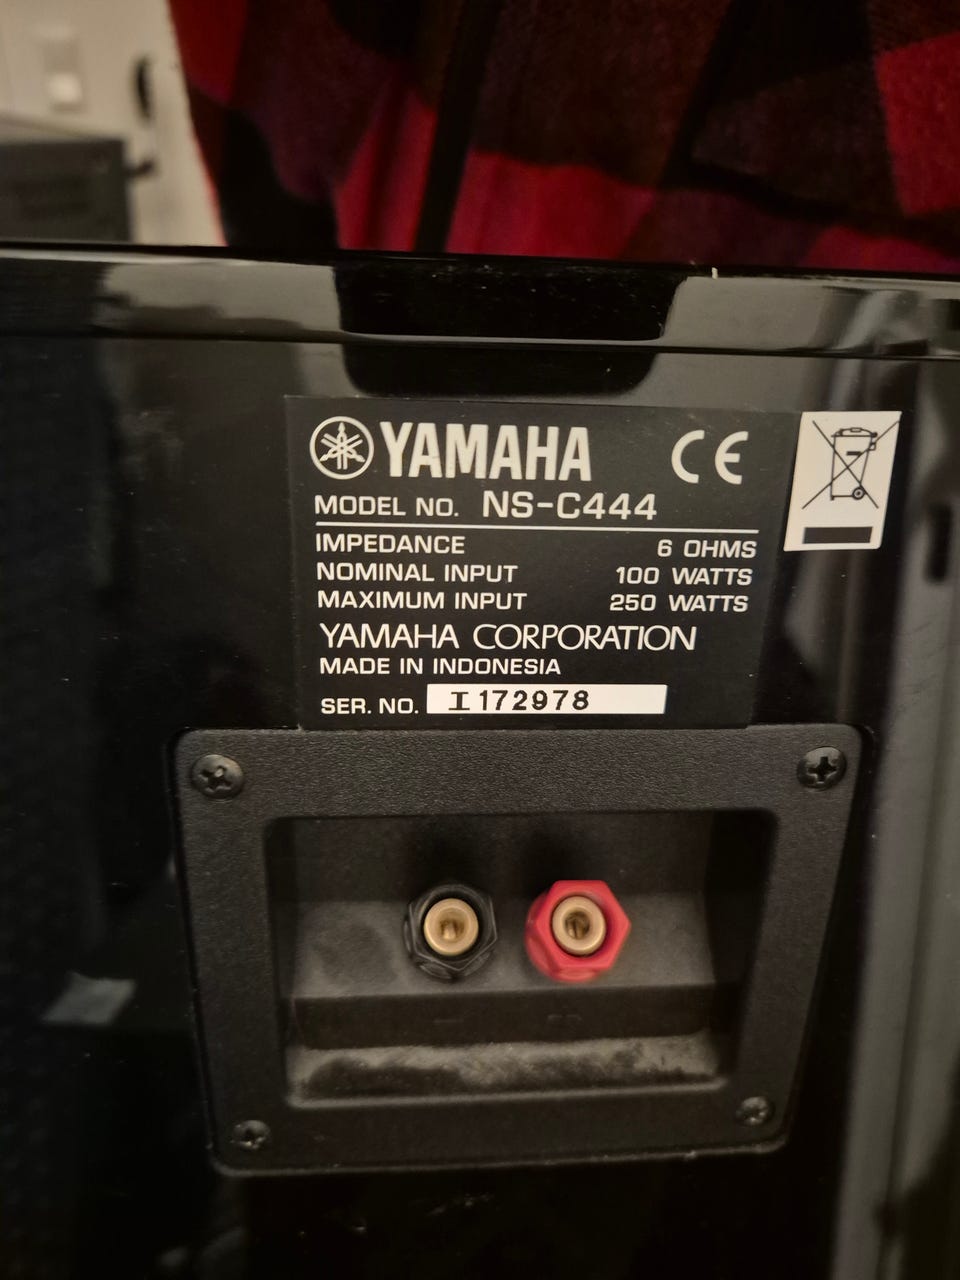 YAMAHA CE
MODEL NO. NS-C444
IMPEDANCE 6 OHMS
NOMINAL INPUT 100 WATTS
MAXIMUM INPUT 250 WATTS
YAMAHA CORPORATION
MADE IN INDONESIA
SER. NO. I172978